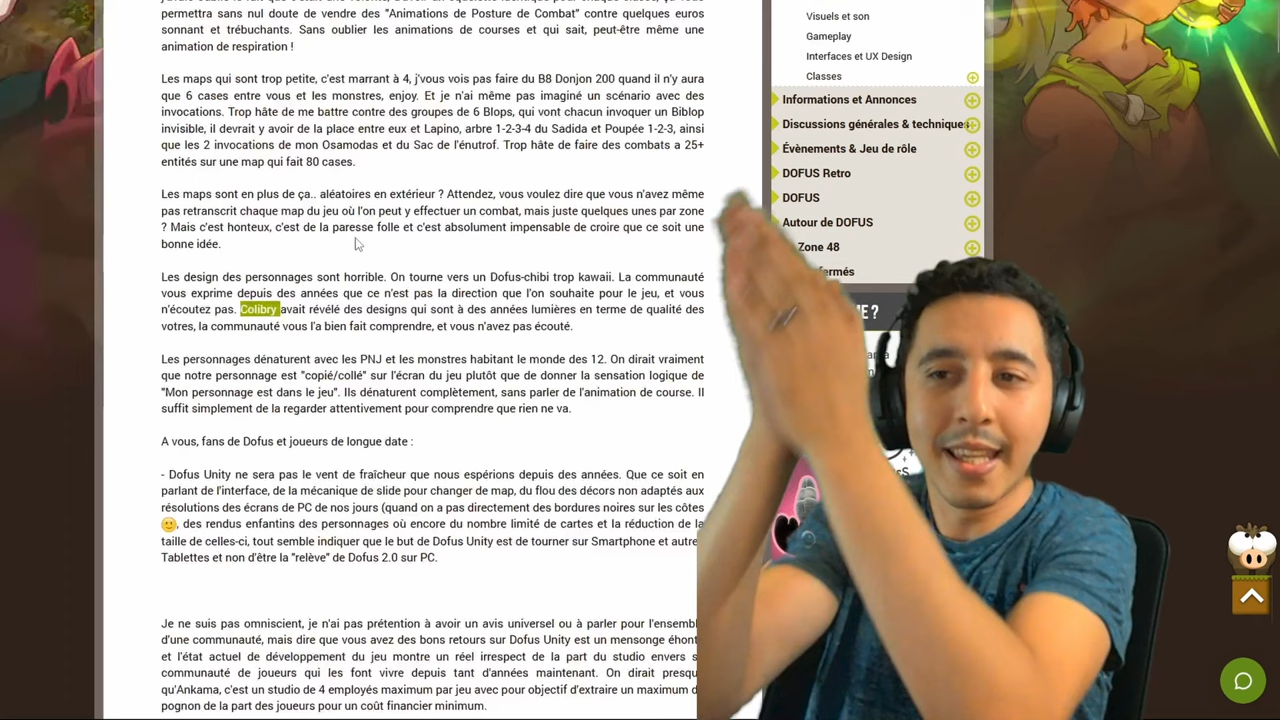 permettra sans nul doute de vendre des "Animations de Posture de Combat" contre quelques euros
sonnant et trébuchants. Sans oublier les animations de courses et qui sait, peut-être même une
animation de respiration !
Les maps qui sont trop petite, c'est marrant à 4, j'vous vois pas faire du B8 Donjon 200 quand il n'y aura
que 6 cases entre vous et les monstres, enjoy. Et je n'ai même pas imaginé un scénario avec des
invocations. Trop hâte de me battre contre des groupes de 6 Blops, qui vont chacun invoquer un Biblop
invisible, il devrait y avoir de la place entre eux et Lapino, arbre 1-2-3-4 du Sadida et Poupée 1-2-3, ainsi
que les 2 invocations de mon Osamodas et du Sac de l'énutrof. Trop hâte de faire des combats a 25+
entités sur une map qui fait 80 cases.
Les maps sont en plus de ça.. aléatoires en extérieur ? Attendez, vous voulez dire que vous n'avez même
pas retranscrit chaque map du jeu où l'on peut y effectuer un combat, mais juste quelques unes par zone
? Mais c'est honteux, c'est de la paresse folle et c'est absolument impensable de croire que ce soit une
bonne idée.
Les design des personnages sont horrible. On tourne vers un Dofus-chibi trop kawaii. La communauté
vous exprime depuis des années que ce n'est pas la direction que l'on souhaite pour le jeu, et vous
n'écoutez pas. Colibry avait révélé des designs qui sont à des années lumières en terme de qualité des
votres, la communauté vous l'a bien fait comprendre, et vous n'avez pas écouté.
Les personnages dénaturent avec les PNJ et les monstres habitant le monde des 12. On dirait vraiment
que notre personnage est "copié/collé" sur l'écran du jeu plutôt que de donner la sensation logique de
"Mon personnage est dans le jeu". Ils dénaturent complètement, sans parler de l'animation de course. Il
suffit simplement de la regarder attentivement pour comprendre que rien ne va.
A vous, fans de Dofus et joueurs de longue date :
- Dofus Unity ne sera pas le vent de fraîcheur que nous espérions depuis des années. Que ce soit en
parlant de l'interface, de la mécanique de slide pour changer de map, du flou des décors non adaptés aux
résolutions des écrans de PC de nos jours (quand on a pas directement des bordures noires sur les côtes
🙂, des rendus enfantins des personnages où encore du nombre limité de cartes et la réduction de la
taille de celles-ci, tout semble indiquer que le but de Dofus Unity est de tourner sur Smartphone et autre
Tablettes et non d'être la "relève" de Dofus 2.0 sur PC.
Je ne suis pas omniscient, je n'ai pas prétention à avoir un avis universel ou à parler pour l'ensembl
d'une communauté, mais dire que vous avez des bons retours sur Dofus Unity est un mensonge éhont
et l'état actuel de développement du jeu montre un réel irrespect de la part du studio envers s
communauté de joueurs qui les font vivre depuis tant d'années maintenant. On dirait presqu
qu'Ankama, c'est un studio de 4 employés maximum par jeu avec pour objectif d'extraire un maximum d
pognon de la part des joueurs pour un coût financier minimum.
Visuels et son
Gameplay
Interfaces et UX Design
Classes
Informations et Annonces
Discussions générales & techniques
Évènements & Jeu de rôle
DOFUS Retro
DOFUS
Autour de DOFUS
Zone 48
fermés
ME ?